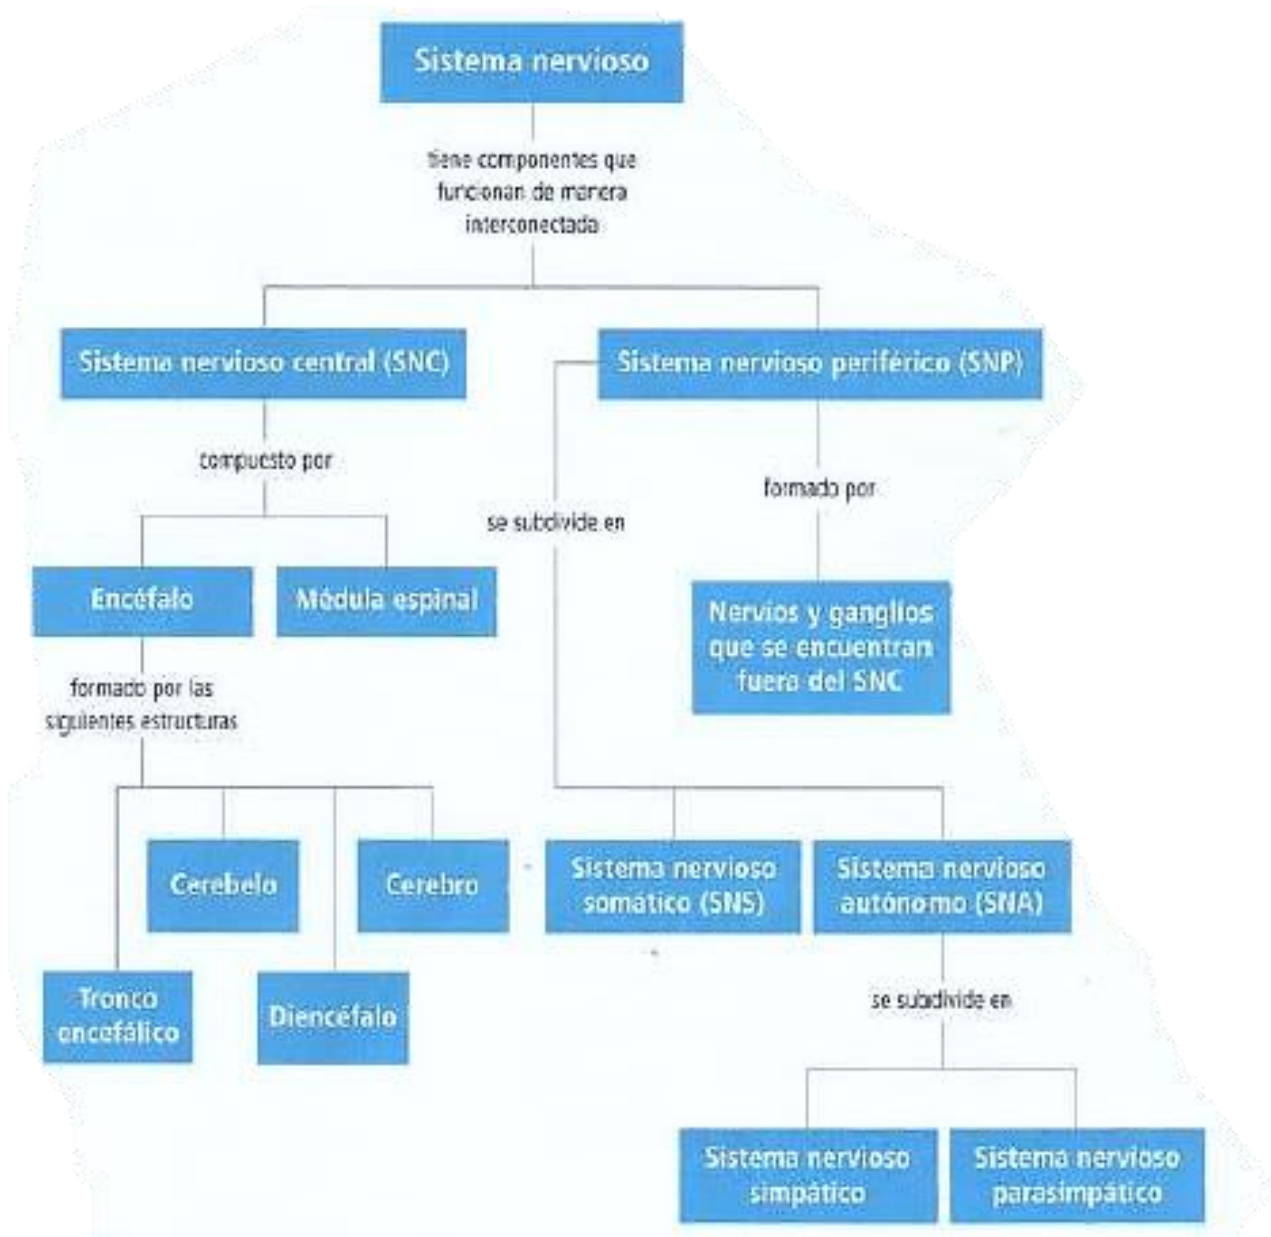 Sistema nervioso
tiene componentes que
funcionan de manera
interconectada
Sistema nervioso central (SNC)
Sistema nervioso periférico (SNP)
compuesto por
formado por
se subdivide en
Encéfalo
Médula espinal
Nervios y ganglios
que se encuentran
fuera del SNC
formado por las
siguientes estructuras
Cerebelo
Cerebro
Sistema nervioso
somático (SNS)
Sistema nervioso
autónomo (SNA)
Tronco
encefálico
Diencéfalo
se subdivide en
Sistema nervioso
simpático
Sistema nervioso
parasimpático